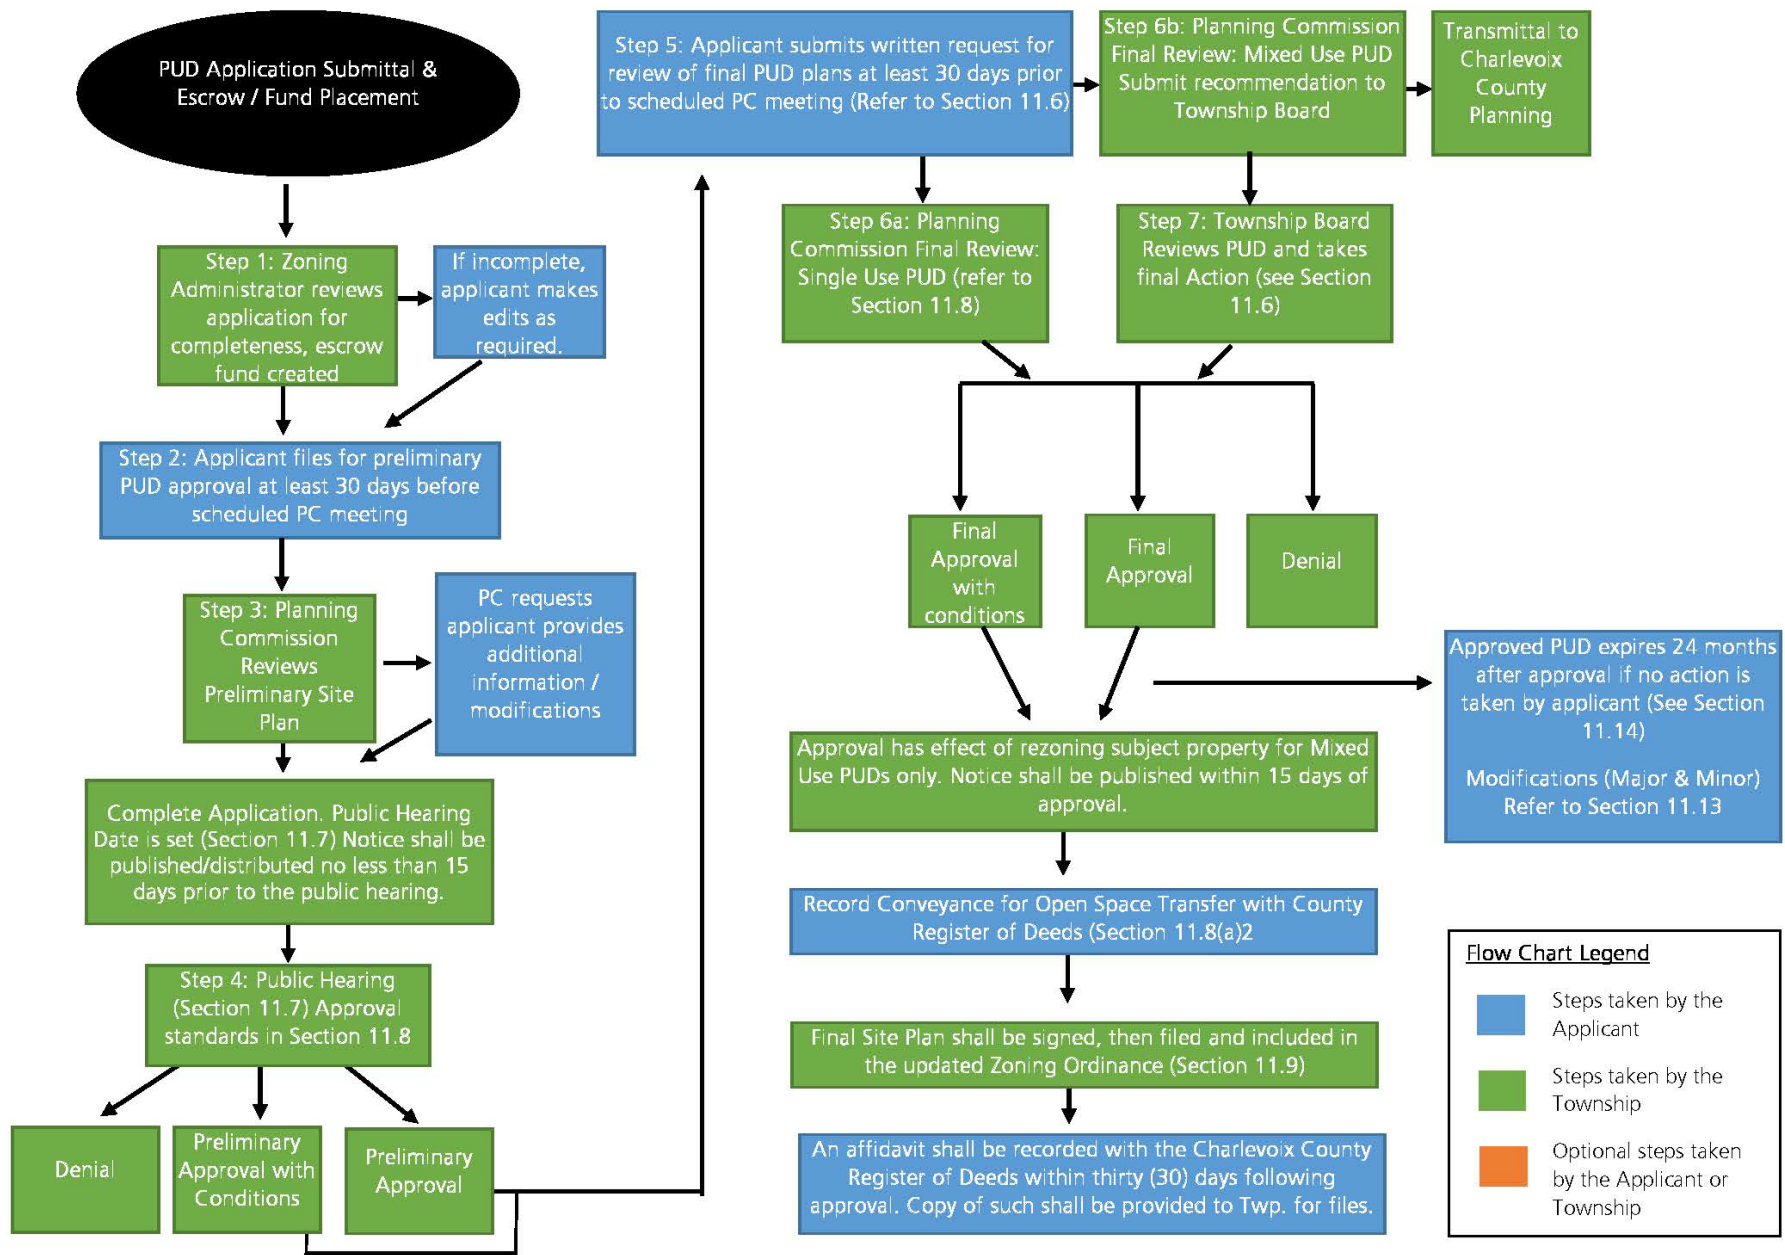 PUD Application Submittal &
Escrow / Fund Placement
Step 1: Zoning
Administrator reviews
application for
completeness, escrow
fund created
If incomplete,
applicant makes
edits as
required.
Step 2: Applicant files for preliminary
PUD approval at least 30 days before
scheduled PC meeting
Step 3: Planning
Commission
Reviews
Preliminary Site
Plan
PC requests
applicant provides
additional
information /
modifications
Complete Application. Public Hearing
Date is set (Section 11.7) Notice shall be
published/distributed no less than 15
days prior to the public hearing.
Step 4: Public Hearing
(Section 11.7) Approval
standards in Section 11.8
Denial
Preliminary
Approval with
Conditions
Preliminary
Approval
Step 5: Applicant submits written request for
review of final PUD plans at least 30 days prior
to scheduled PC meeting (Refer to Section 11.6)
Step 6b: Planning Commission
Final Review: Mixed Use PUD
Submit recommendation to
Township Board
Transmittal to
Charlevoix
County
Planning
Step 6a: Planning
Commission Final Review:
Single Use PUD (refer to
Section 11.8)
Step 7: Township Board
Reviews PUD and takes
final Action (see Section
11.6)
Final
Approval
with
conditions
Final
Approval
Denial
Approved PUD expires 24 months
after approval if no action is
taken by applicant (See Section
11.14)
Modifications (Major & Minor)
Refer to Section 11.13
Approval has effect of rezoning subject property for Mixed
Use PUDs only. Notice shall be published within 15 days of
approval.
Record Conveyance for Open Space Transfer with County
Register of Deeds (Section 11.8(a)2
Final Site Plan shall be signed, then filed and included in
the updated Zoning Ordinance (Section 11.9)
An affidavit shall be recorded with the Charlevoix County
Register of Deeds within thirty (30) days following
approval. Copy of such shall be provided to Twp. for files.
Flow Chart Legend
Steps taken by the
Applicant
Steps taken by the
Township
Optional steps taken
by the Applicant or
Township